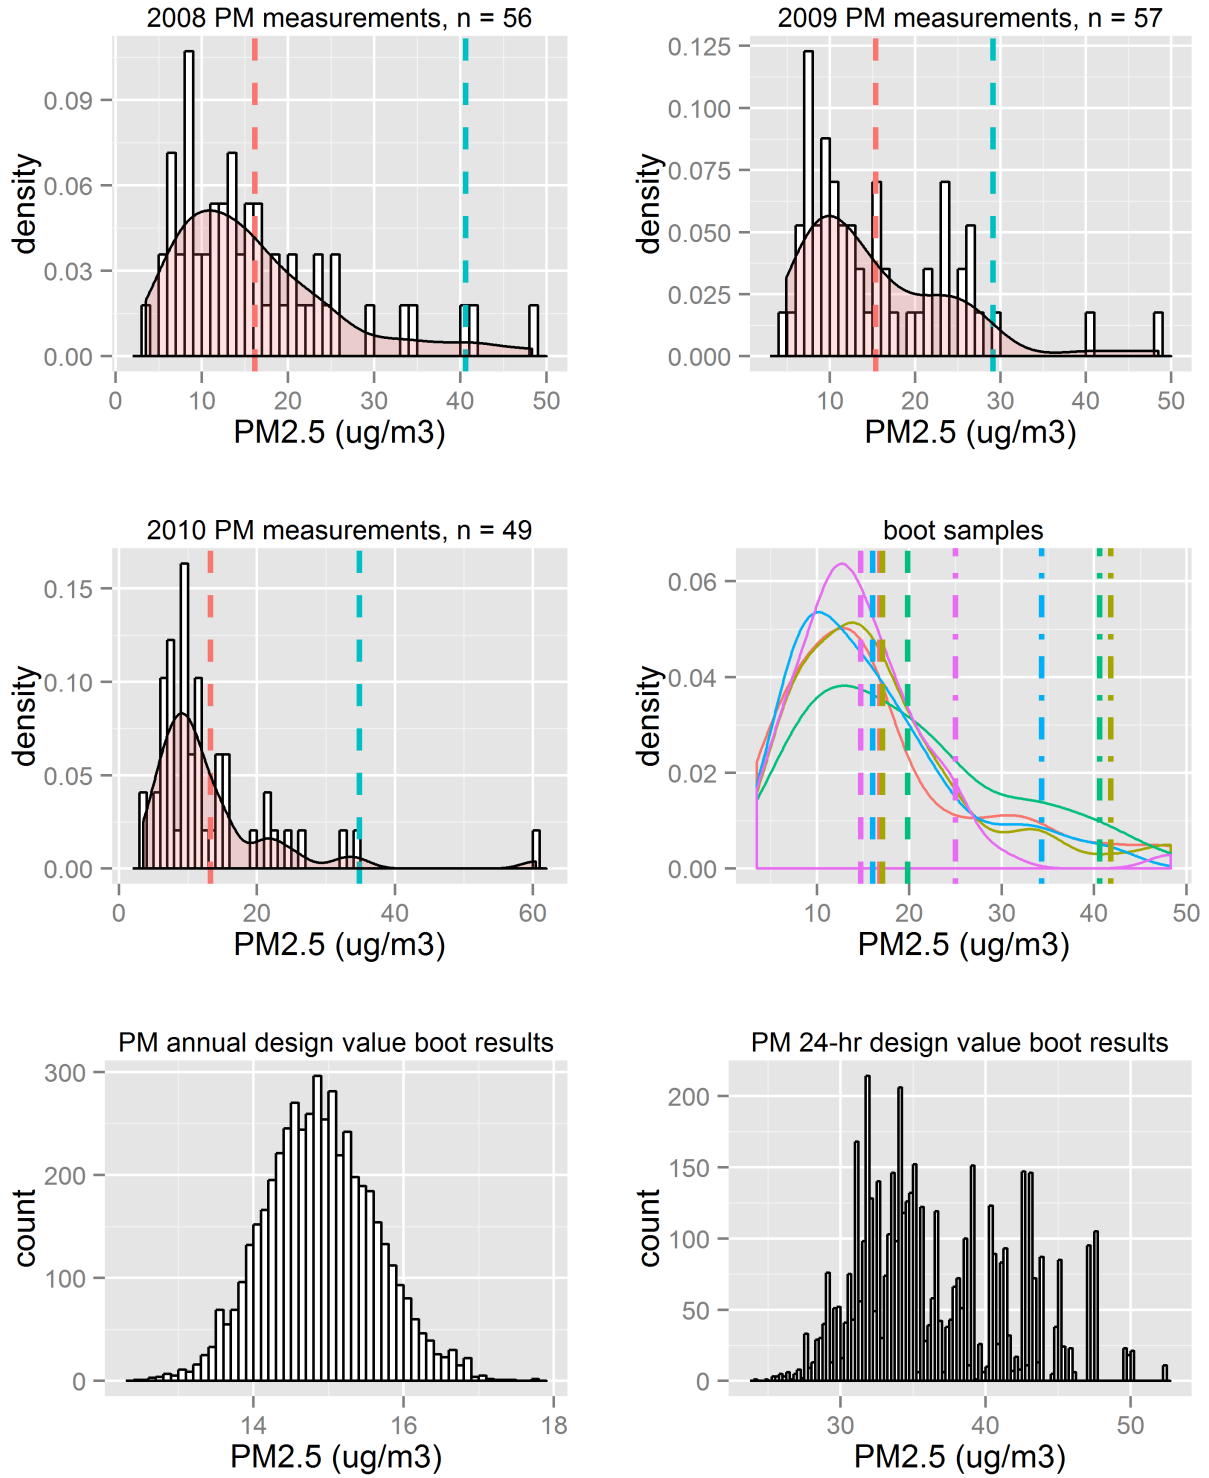 2008 PM measurements, n = 56
density
0.09
0.06
0.03
0.00
0 10 20 30 40 50
PM2.5 (ug/m3)
2009 PM measurements, n = 57
density
0.125
0.100
0.075
0.050
0.025
0.000
10 20 30 40 50
PM2.5 (ug/m3)
2010 PM measurements, n = 49
density
0.15
0.10
0.05
0.00
0 20 40 60
PM2.5 (ug/m3)
boot samples
density
0.06
0.04
0.02
0.00
10 20 30 40 50
PM2.5 (ug/m3)
PM annual design value boot results
count
300
200
100
0
14 16 18
PM2.5 (ug/m3)
PM 24-hr design value boot results
count
200
150
100
50
0
30 40 50
PM2.5 (ug/m3)